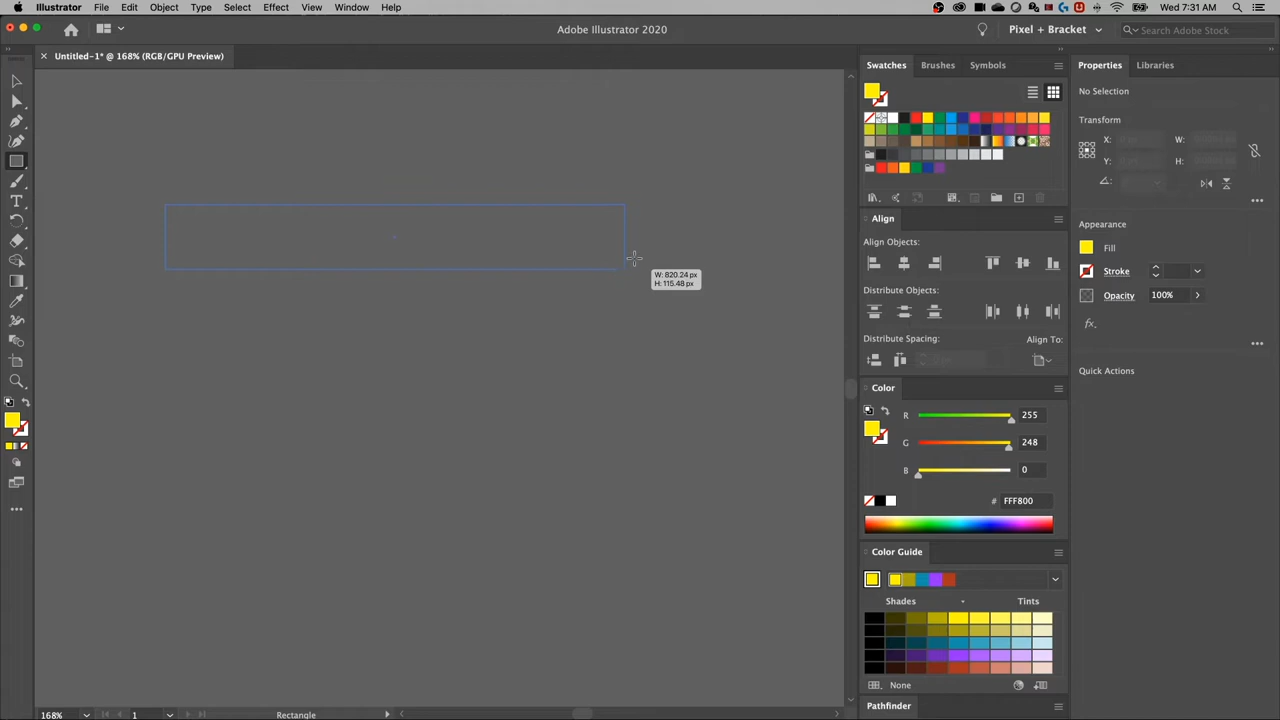 Illustrator File Edit Object Type Select Effect View Window Help Wed 7:31 AM
Adobe Illustrator 2020 Pixel + Bracket Search Adobe Stock
× Untitled-1* @ 168% (RGB/GPU Preview)
Swatches Brushes Symbols
Properties Libraries
No Selection
Transform
X: W:
Y: H:
Align
Align Objects:
Distribute Objects:
Distribute Spacing: Align To:
Appearance
Fill
Stroke
Opacity 100%
fx.
Quick Actions
W: 820.24 px
H: 115.48 px
Color
R 255
G 248
B 0
# FFF800
Color Guide
Shades Tints
None
Pathfinder
168% 1 Rectangle